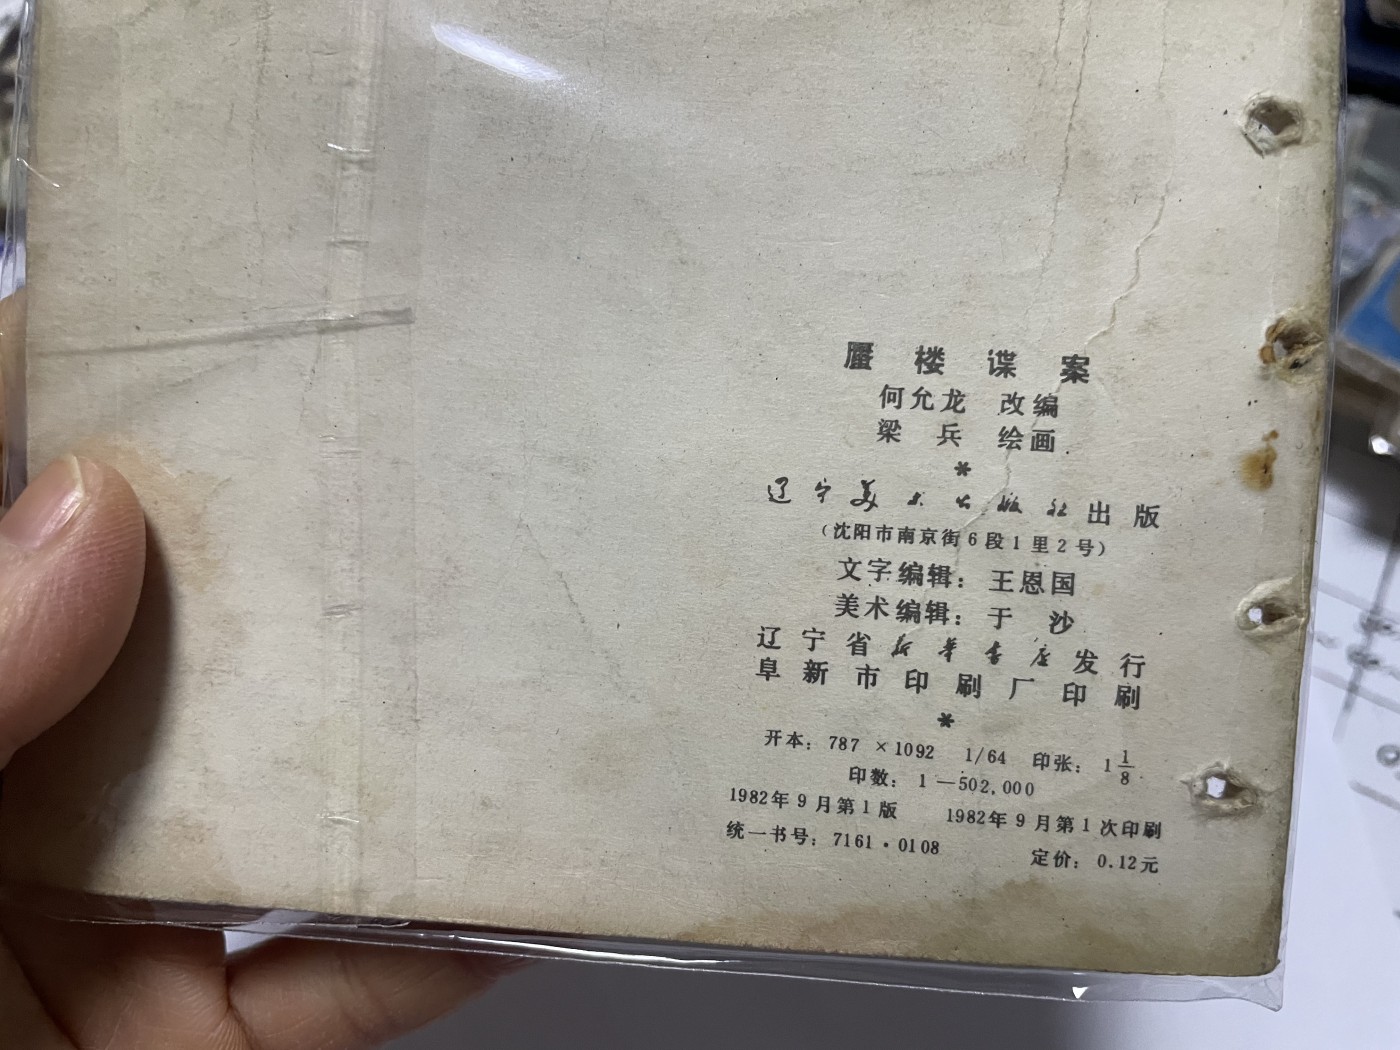 蜃楼谍案
何允龙 改编
梁兵 绘画
*
辽宁美术出版社出版
(沈阳市南京街6段1里2号)
文字编辑: 王恩国
美术编辑: 于沙
辽宁省新华书店发行
阜新市印刷厂印刷
*
开本: 787×1092 1/64 印张: 1 1/8
印数: 1—502,000
1982年9月第1版 1982年9月第1次印刷
统一书号: 7161·0108 定价: 0.12元